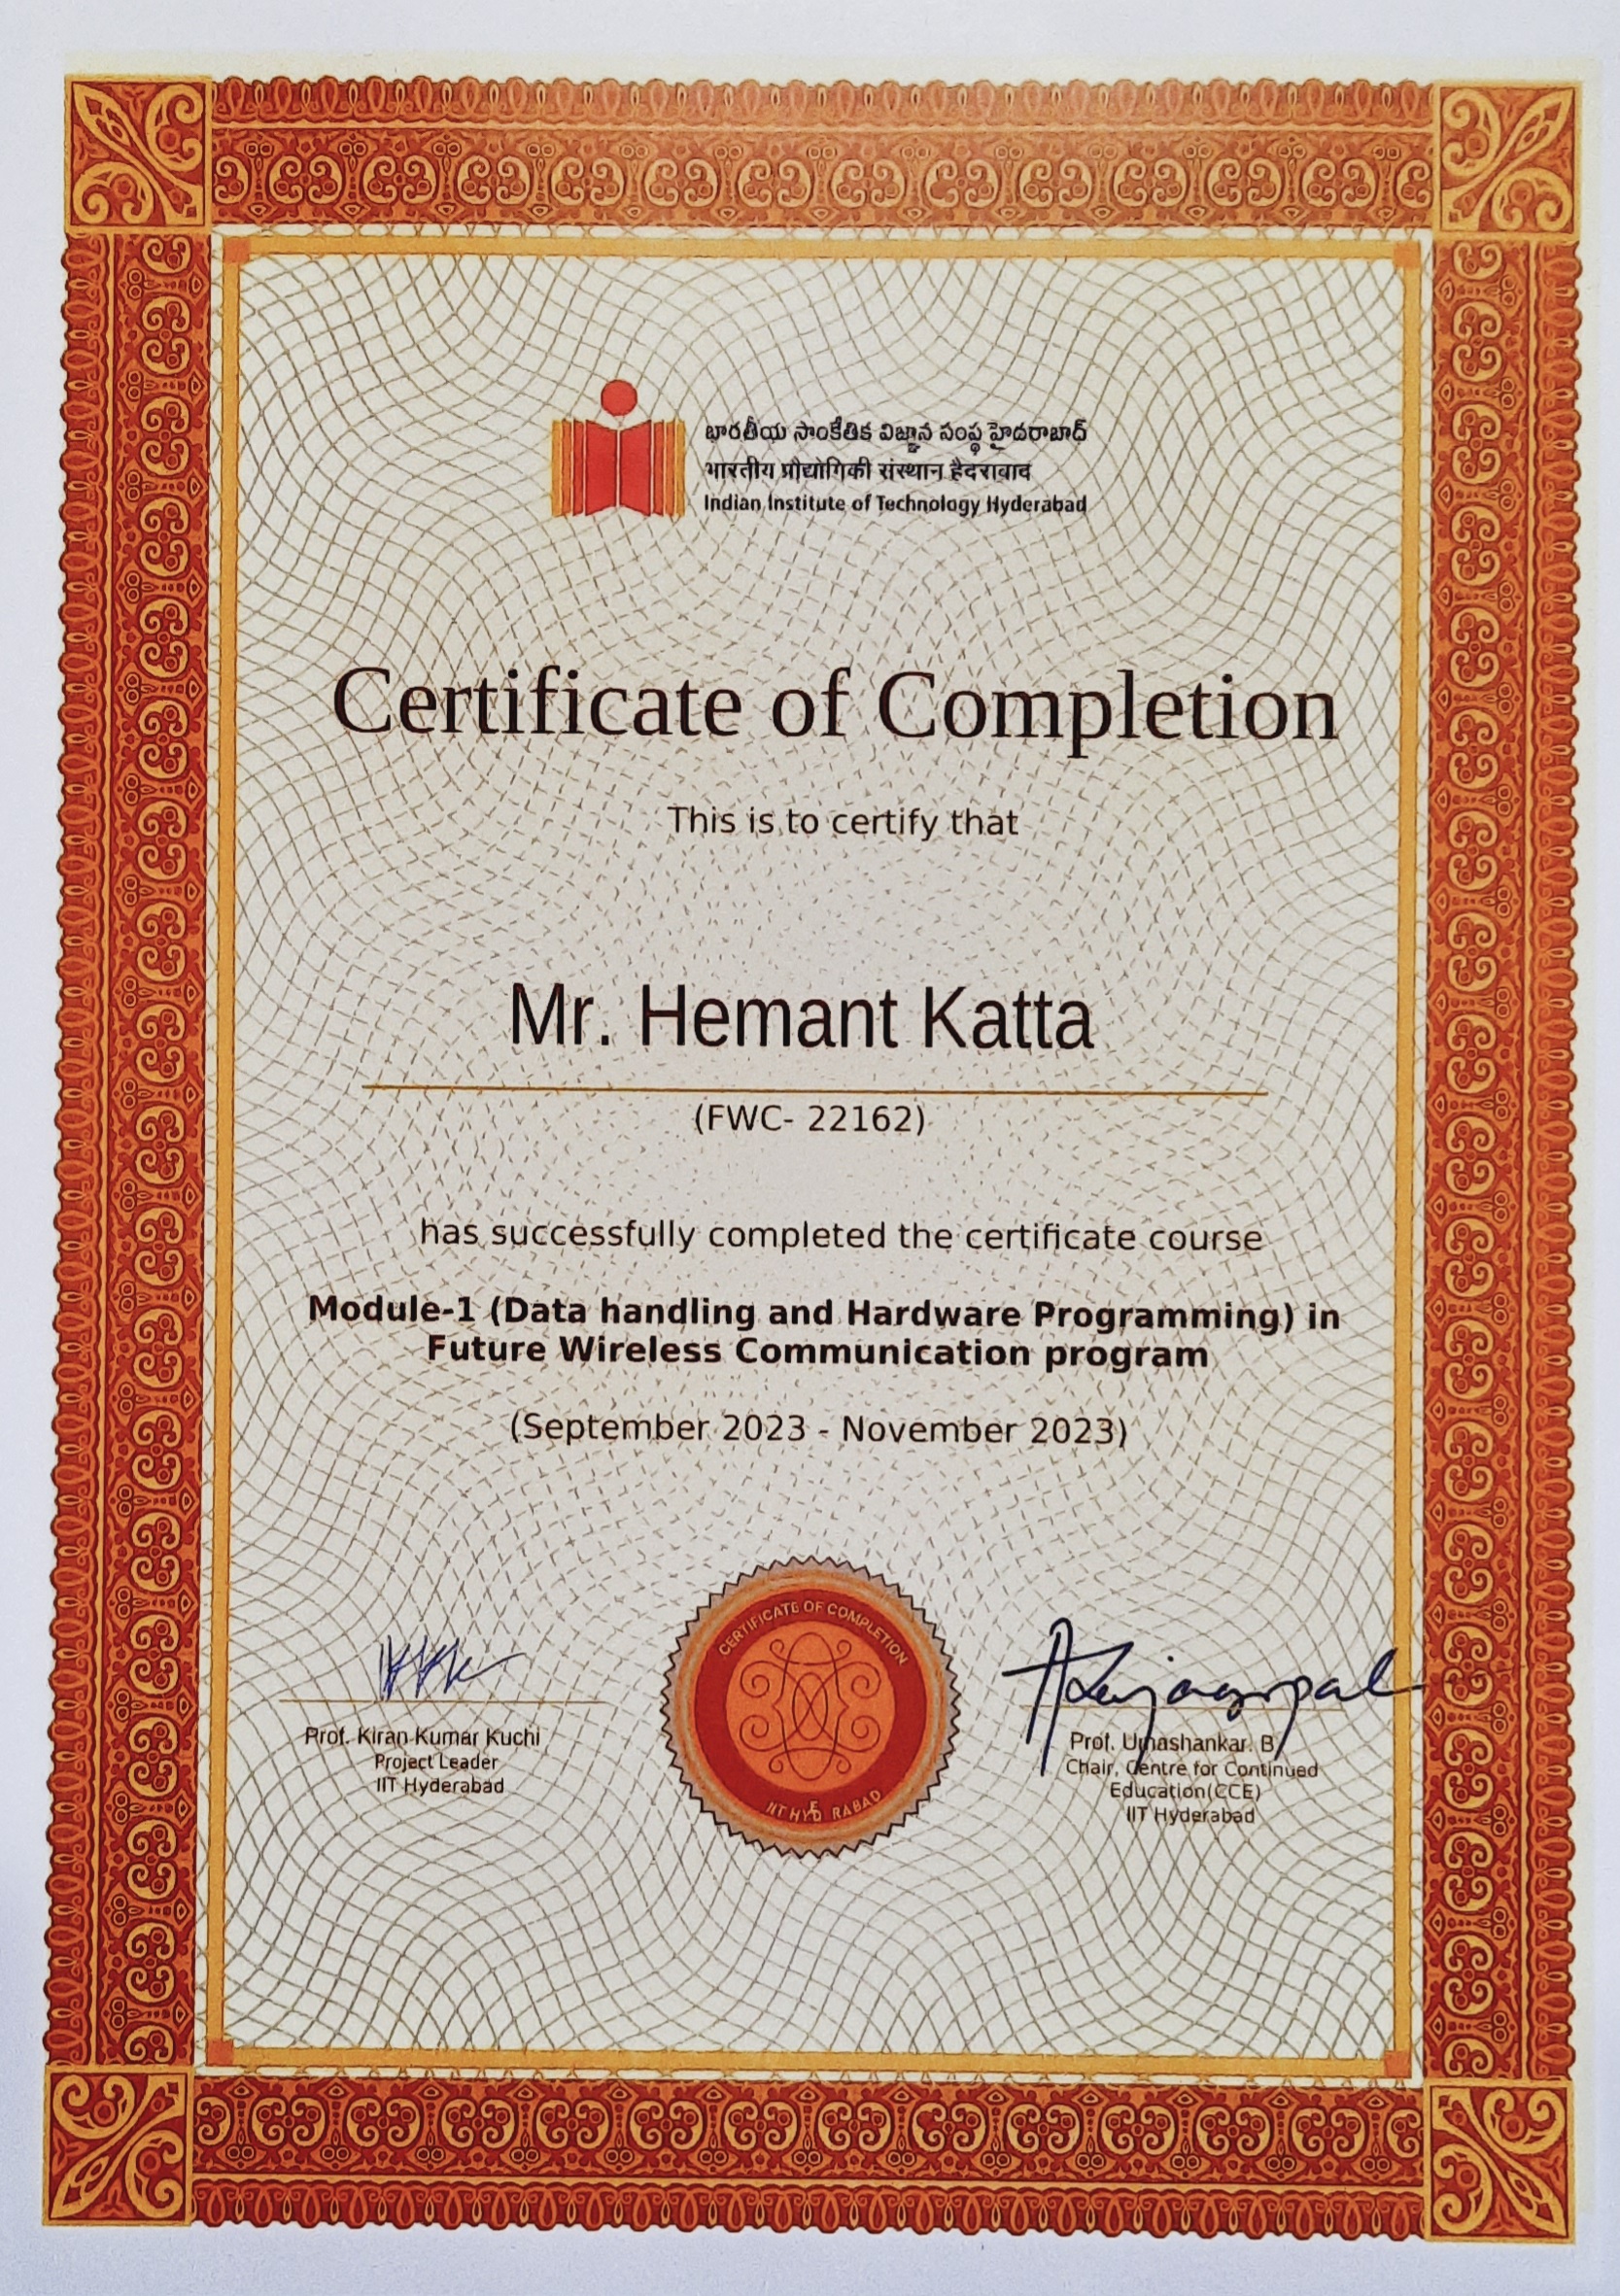 భారతీయ సాంకేతిక విజ్ఞాన సంస్థ హైదరాబాద్
भारतीय प्रौद्योगिकी संस्थान हैदराबाद
Indian Institute of Technology Hyderabad
Certificate of Completion
This is to certify that
Mr. Hemant Katta
(FWC- 22162)
has successfully completed the certificate course
Module-1 (Data handling and Hardware Programming) in
Future Wireless Communication program
(September 2023 - November 2023)
CERTIFICATE OF COMPLETION
IIT HYDERABAD
Prof. Kiran Kumar Kuchi
Project Leader
IIT Hyderabad
Prof. Umashankar. B
Chair, Centre for Continued
Education(CCE)
IIT Hyderabad